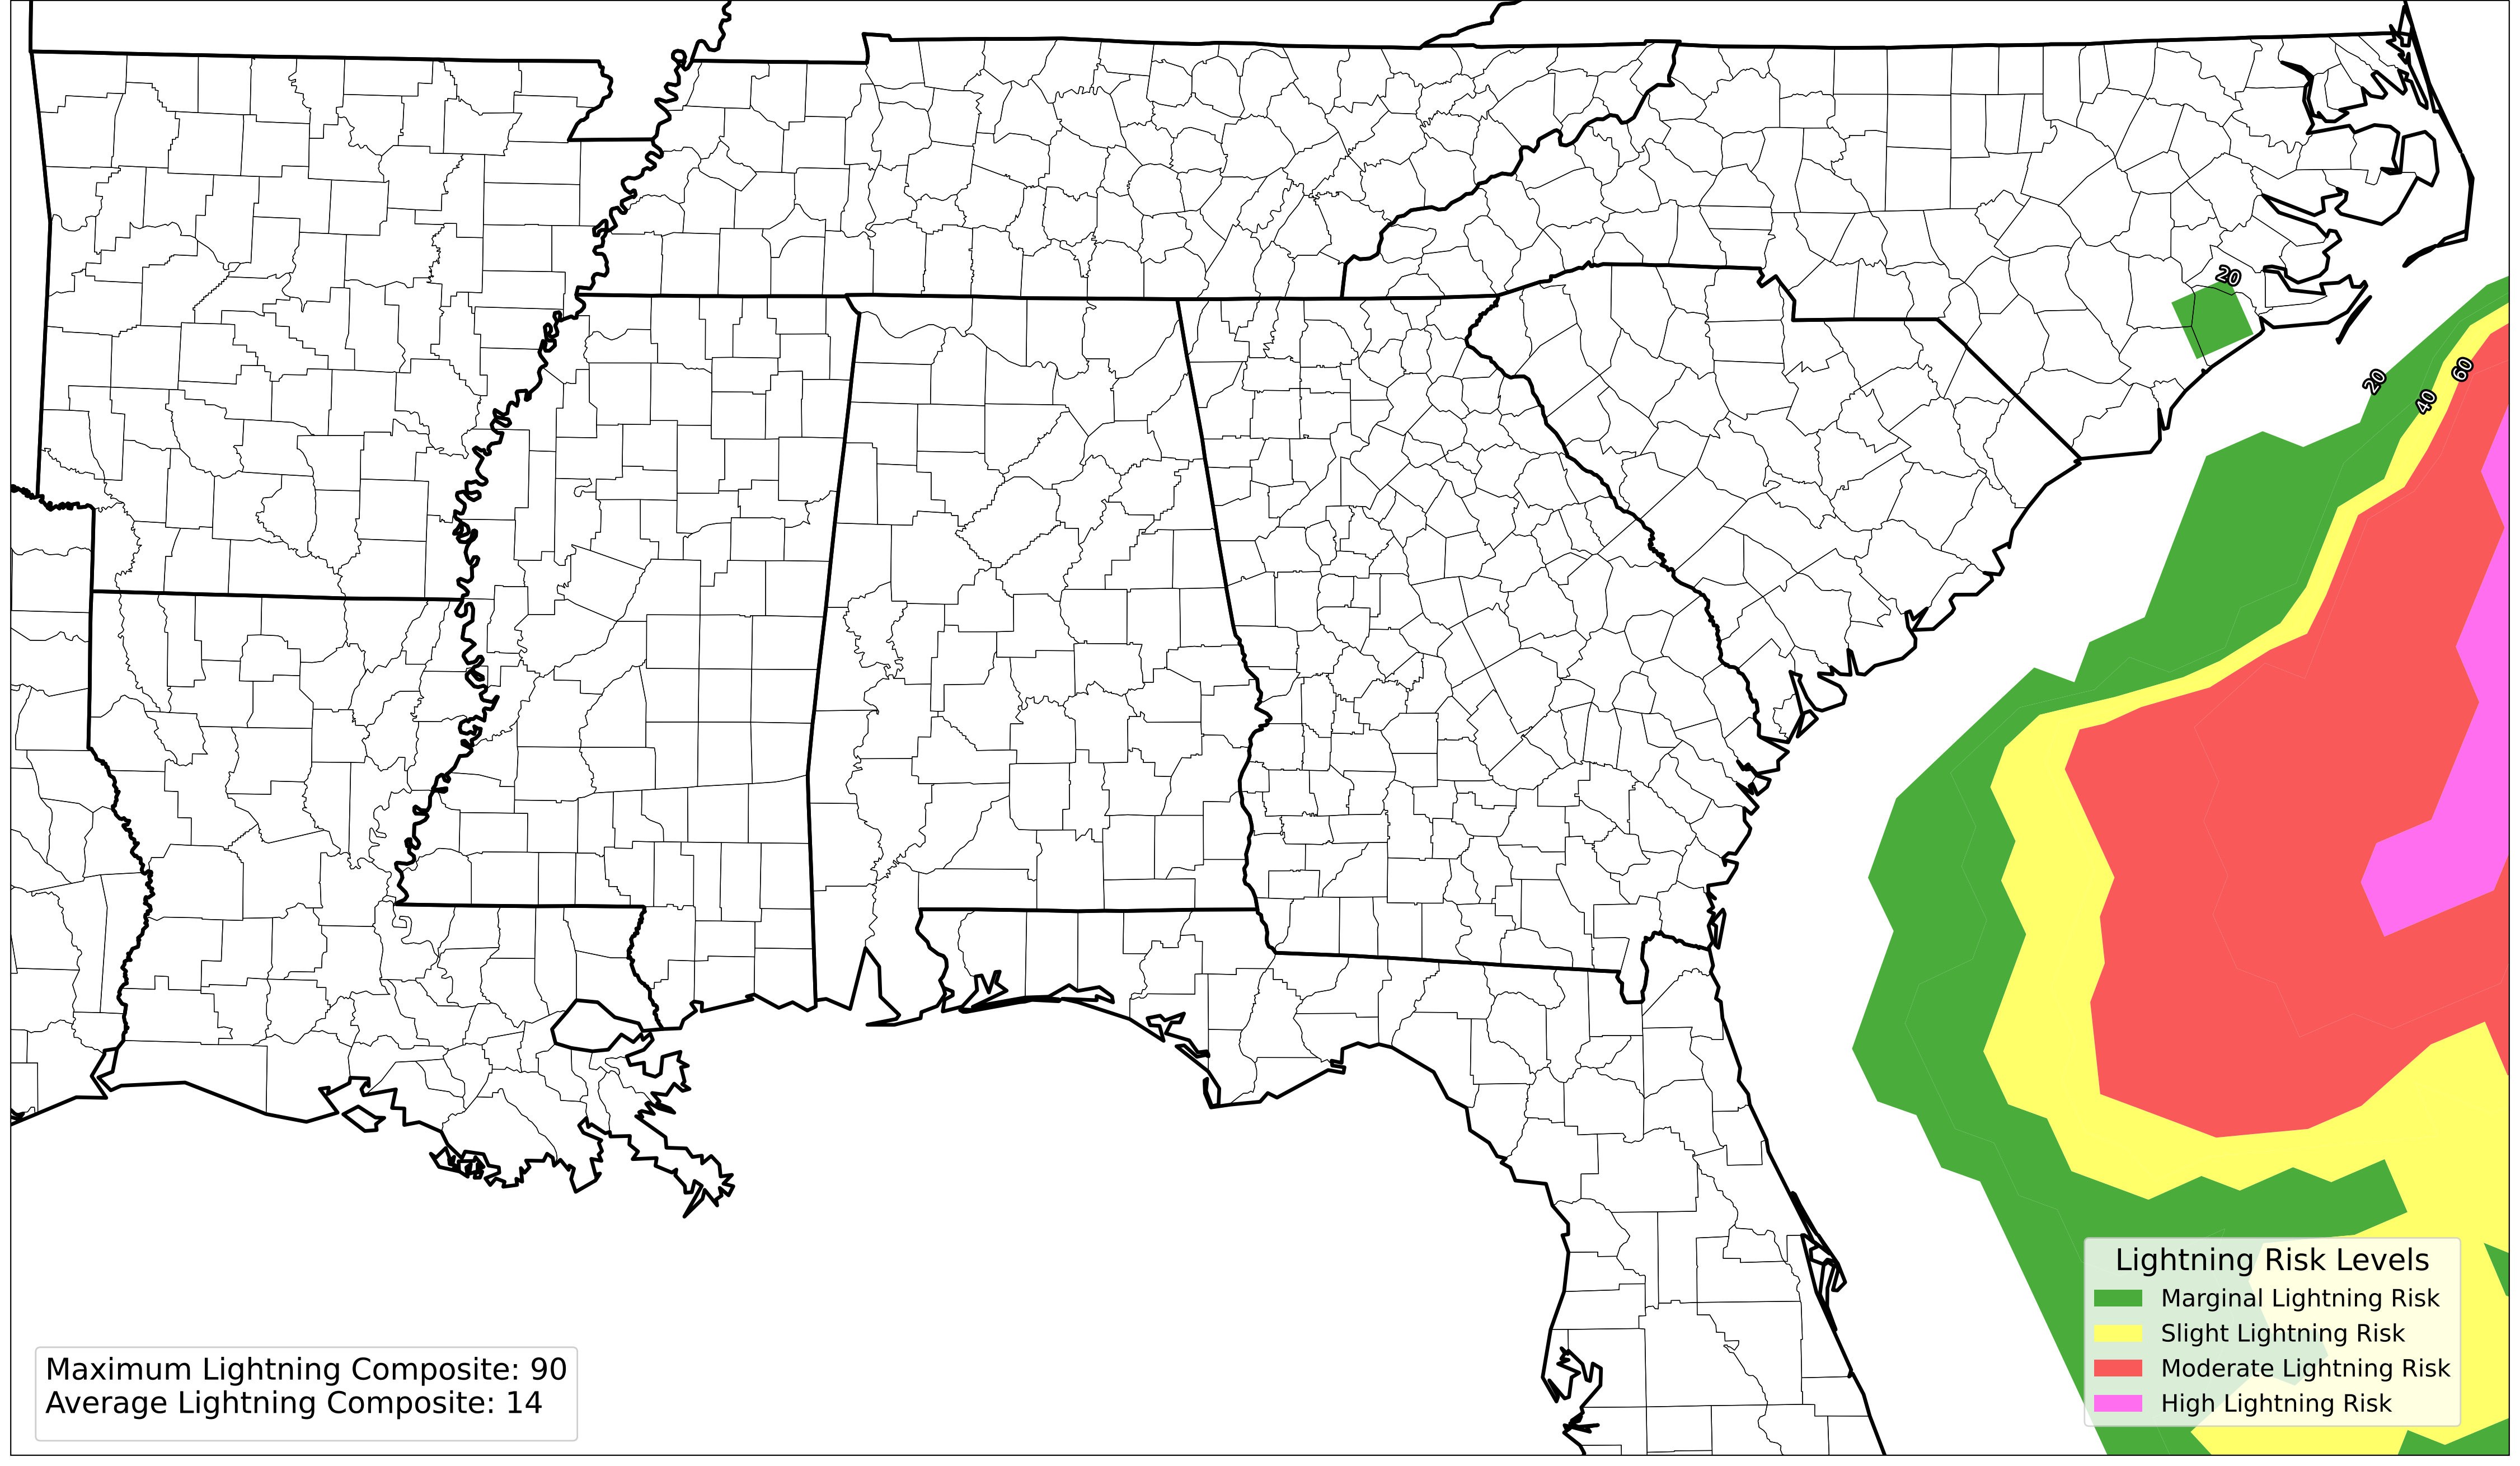 20
20
40
60
Lightning Risk Levels
Marginal Lightning Risk
Slight Lightning Risk
Moderate Lightning Risk
High Lightning Risk
Maximum Lightning Composite: 90
Average Lightning Composite: 14